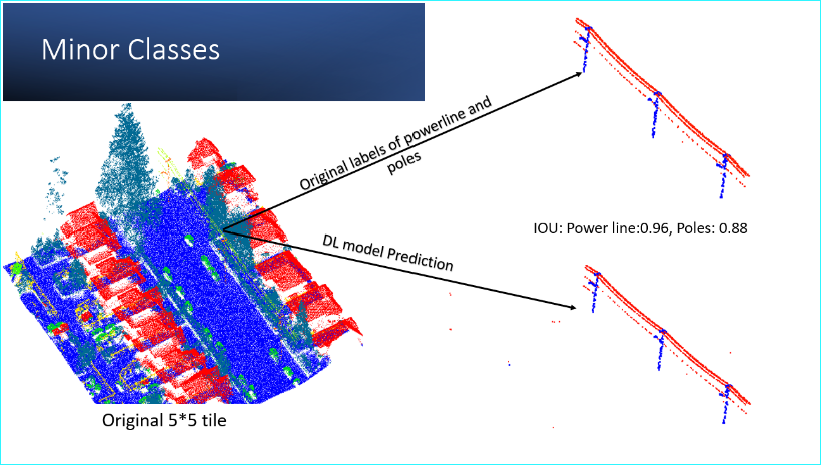 Minor Classes
Original labels of powerline and
poles
IOU: Power line:0.96, Poles: 0.88
DL model Prediction
Original 5*5 tile